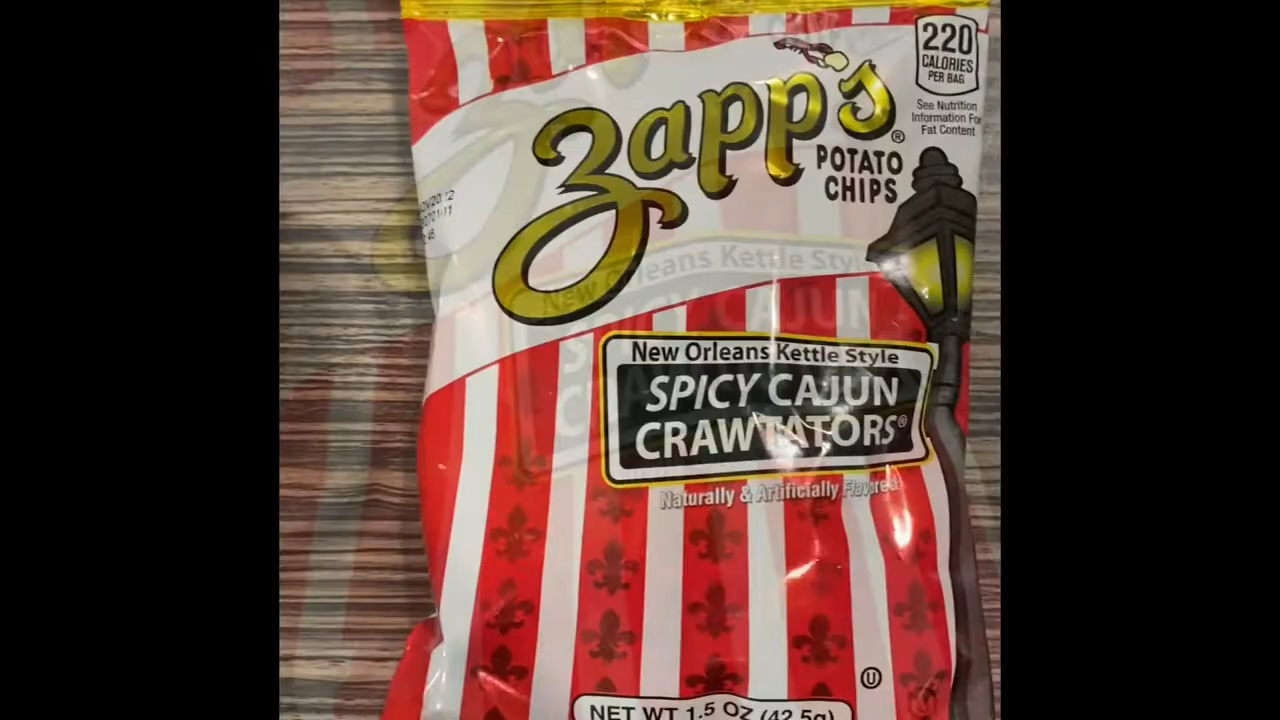 220
CALORIES
PER BAG
See Nutrition
Information For
Fat Content
Zapp's®
POTATO
CHIPS
New Orleans Kettle Style
SPICY CAJUN
CRAWTATORS®
Naturally & Artificially Flavored
U
NET WT 1.5 OZ (42.5g)